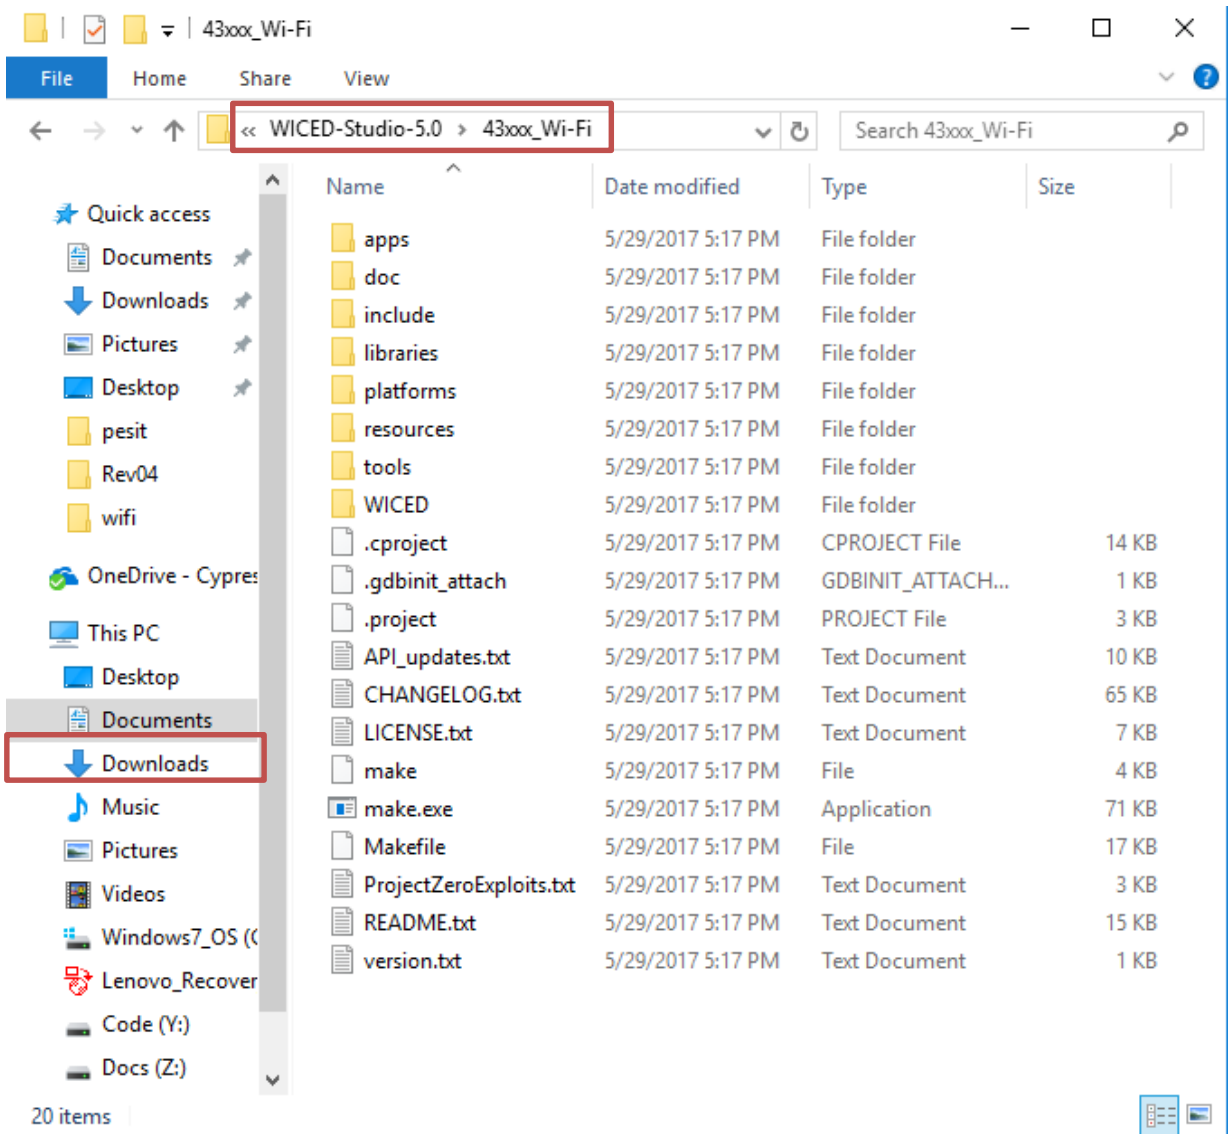 43xxx_Wi-Fi
File Home Share View
« WICED-Studio-5.0 > 43xxx_Wi-Fi Search 43xxx_Wi-Fi
Name Date modified Type Size
Quick access
Documents
Downloads
Pictures
Desktop
pesit
Rev04
wifi
OneDrive - Cypres
This PC
Desktop
Documents
Downloads
Music
Pictures
Videos
Windows7_OS (C
Lenovo_Recover
Code (Y:)
Docs (Z:)
apps 5/29/2017 5:17 PM File folder
doc 5/29/2017 5:17 PM File folder
include 5/29/2017 5:17 PM File folder
libraries 5/29/2017 5:17 PM File folder
platforms 5/29/2017 5:17 PM File folder
resources 5/29/2017 5:17 PM File folder
tools 5/29/2017 5:17 PM File folder
WICED 5/29/2017 5:17 PM File folder
.cproject 5/29/2017 5:17 PM CPROJECT File 14 KB
.gdbinit_attach 5/29/2017 5:17 PM GDBINIT_ATTACH... 1 KB
.project 5/29/2017 5:17 PM PROJECT File 3 KB
API_updates.txt 5/29/2017 5:17 PM Text Document 10 KB
CHANGELOG.txt 5/29/2017 5:17 PM Text Document 65 KB
LICENSE.txt 5/29/2017 5:17 PM Text Document 7 KB
make 5/29/2017 5:17 PM File 4 KB
make.exe 5/29/2017 5:17 PM Application 71 KB
Makefile 5/29/2017 5:17 PM File 17 KB
ProjectZeroExploits.txt 5/29/2017 5:17 PM Text Document 3 KB
README.txt 5/29/2017 5:17 PM Text Document 15 KB
version.txt 5/29/2017 5:17 PM Text Document 1 KB
20 items